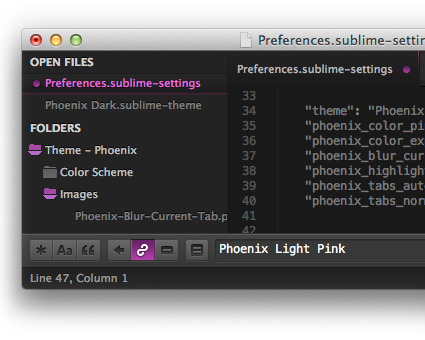 Preferences.sublime-settin
OPEN FILES
Preferences.sublime-settings
Phoenix Dark.sublime-theme
FOLDERS
Theme – Phoenix
Color Scheme
Images
Phoenix-Blur-Current-Tab.p
Preferences.sublime-settings
33
34 "theme": "Phoenix
35 "phoenix_color_pi
36 "phoenix_color_ex
37 "phoenix_blur_cur
38 "phoenix_highligh
39 "phoenix_tabs_aut
40 "phoenix_tabs_nor
41
42
Aa
Phoenix Light Pink
Line 47, Column 1